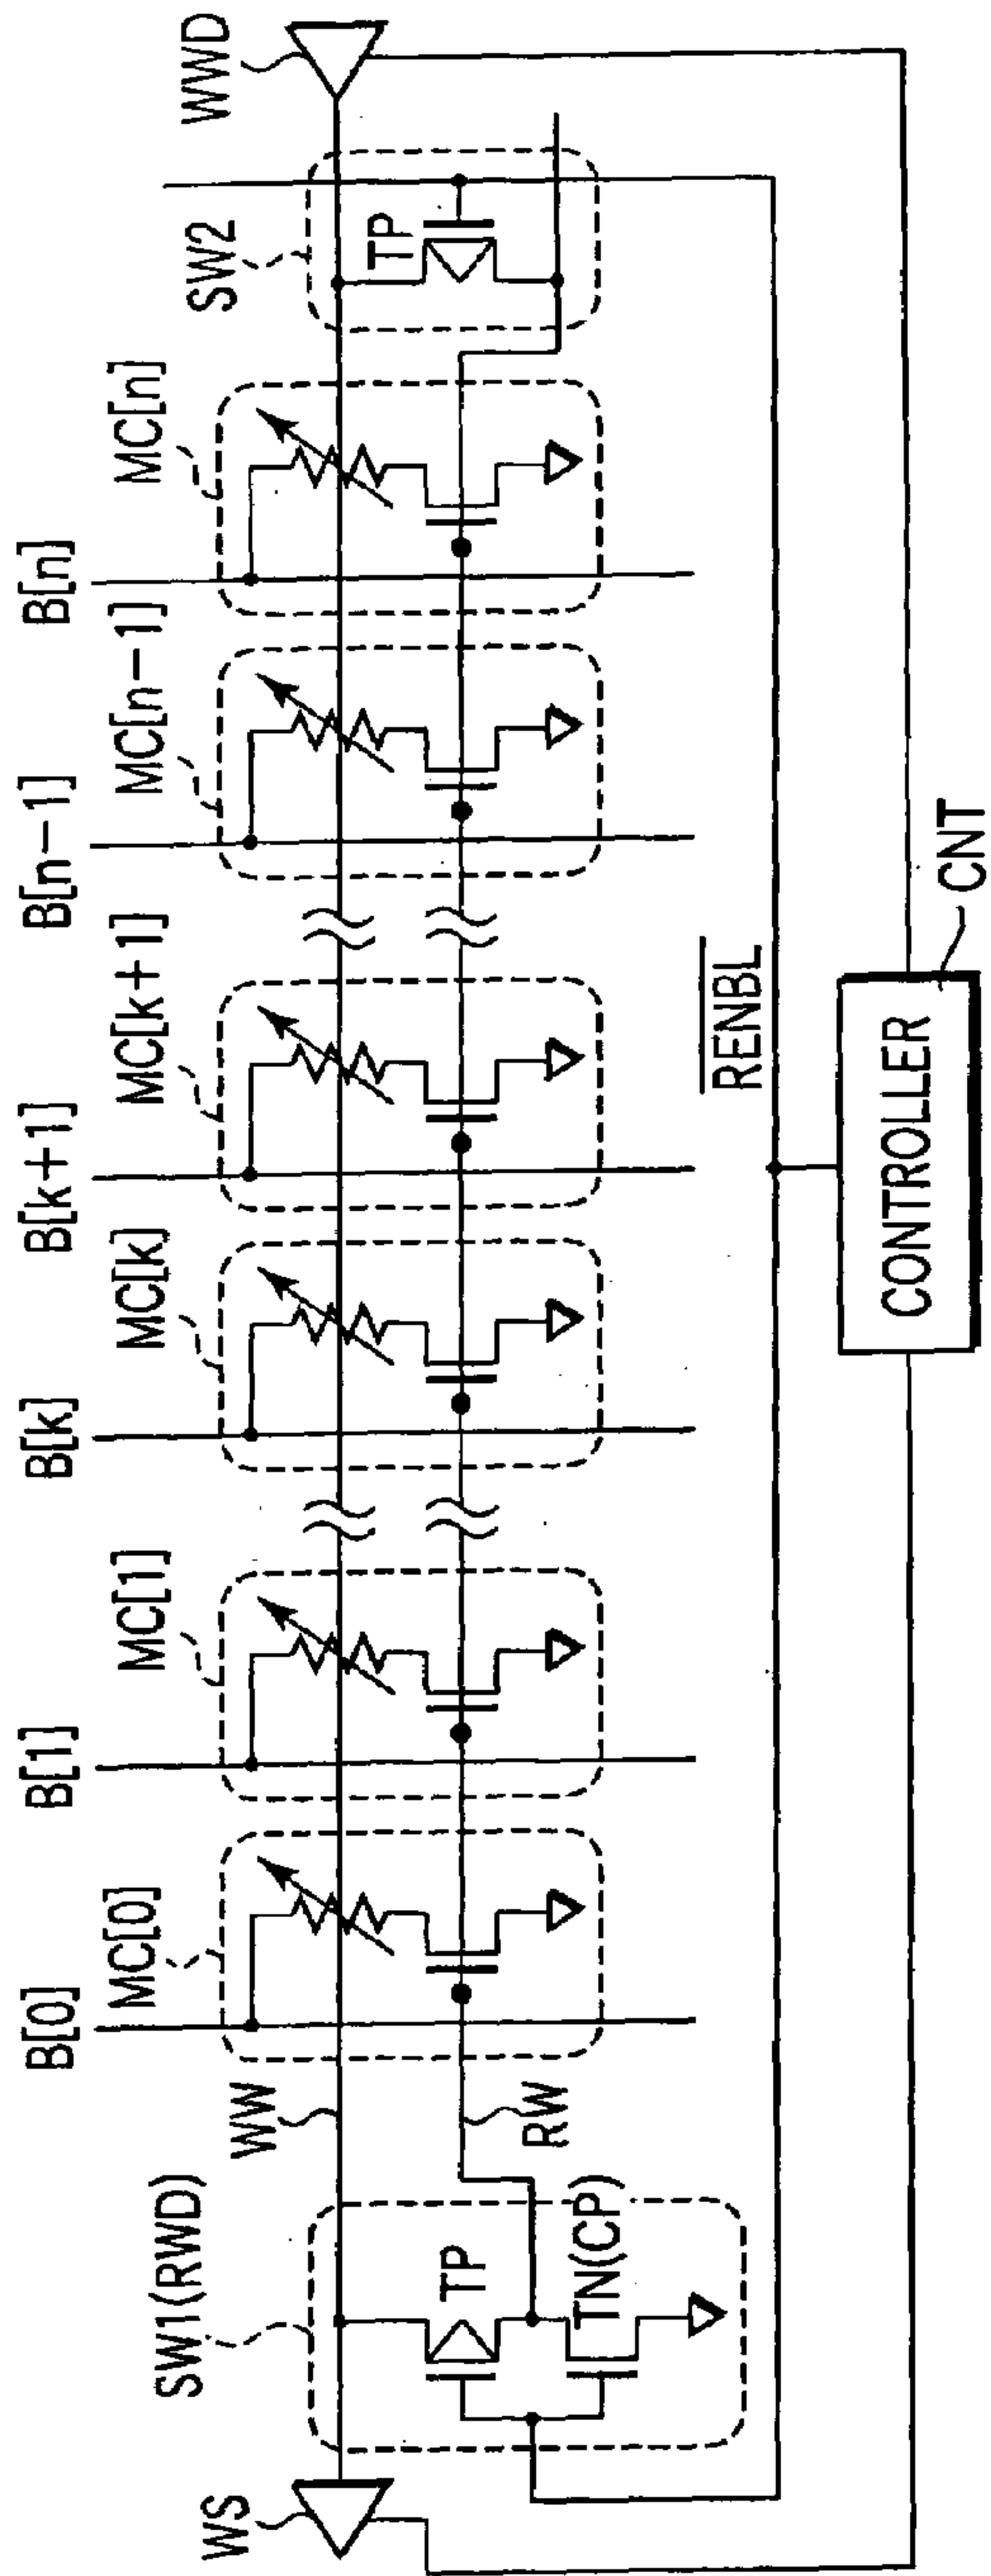 B[0]
B[1]
B[k]
B[k+1]
B[n-1]
B[n]
MC[0]
MC[1]
MC[k]
MC[k+1]
MC[n-1]
MC[n]
SW1(RWD)
SW2
WWD
WS
WW
RW
TP
TN(CP)
TP
RENBL
CONTROLLER
CNT